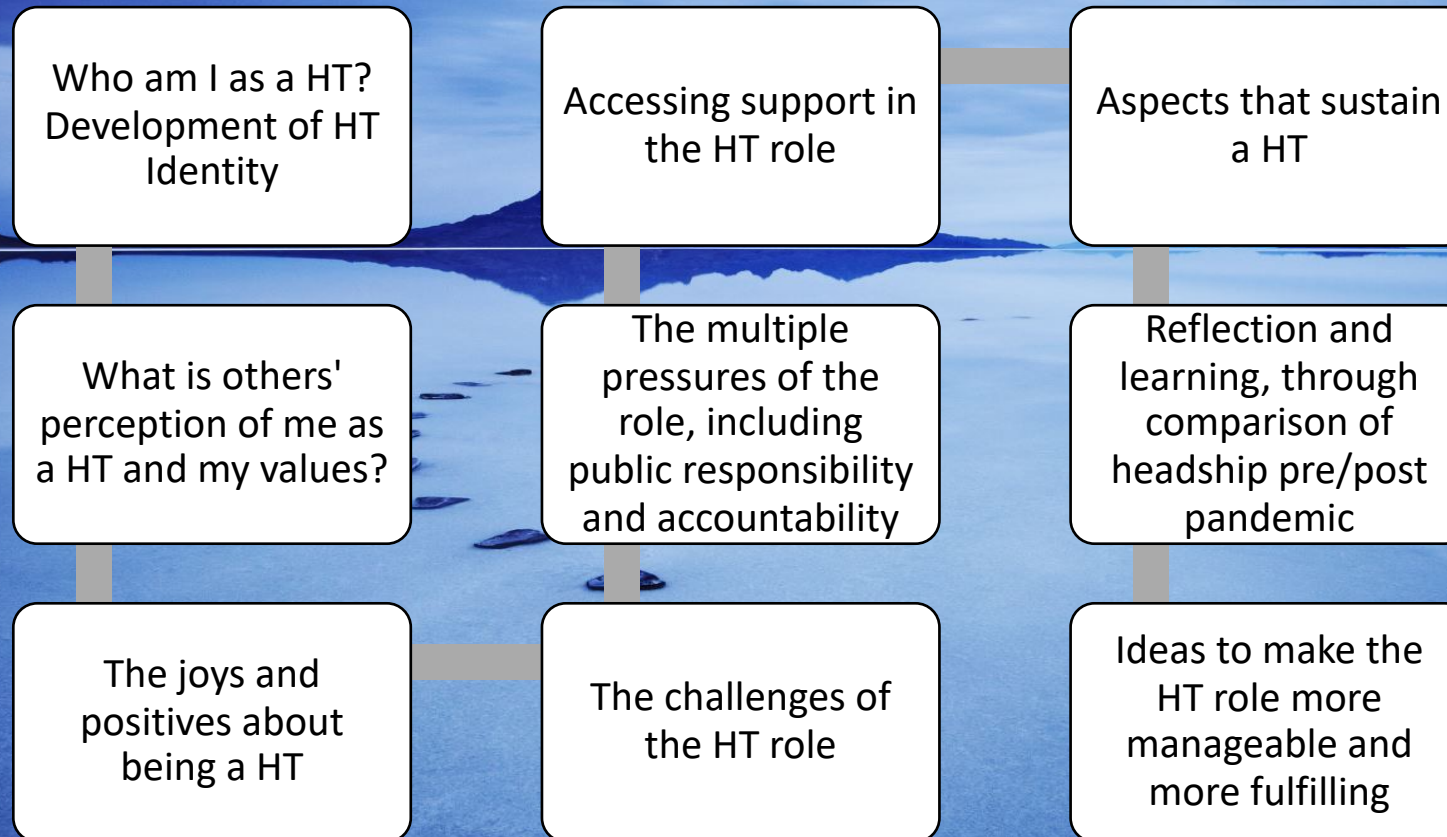 Who am I as a HT?
Development of HT
Identity
What is others'
perception of me as
a HT and my values?
The joys and
positives about
being a HT
The challenges of
the HT role
The multiple
pressures of the
role, including
public responsibility
and accountability
Accessing support in
the HT role
Aspects that sustain
a HT
Reflection and
learning, through
comparison of
headship pre/post
pandemic
Ideas to make the
HT role more
manageable and
more fulfilling